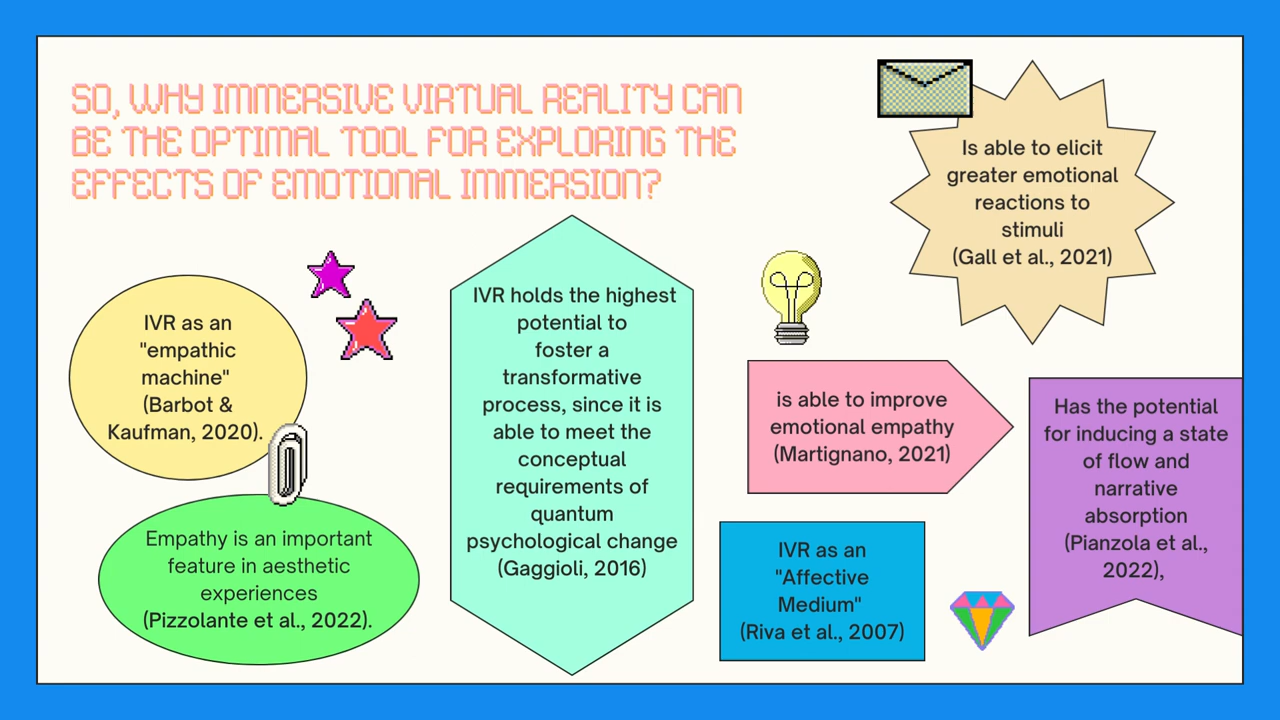 SO, WHY IMMERSIVE VIRTUAL REALITY CAN
BE THE OPTIMAL TOOL FOR EXPLORING THE
EFFECTS OF EMOTIONAL IMMERSION?
IVR as an
"empathic
machine"
(Barbot &
Kaufman, 2020).
Empathy is an important
feature in aesthetic
experiences
(Pizzolante et al., 2022).
IVR holds the highest
potential to
foster a
transformative
process, since it is
able to meet the
conceptual
requirements of
quantum
psychological change
(Gaggioli, 2016)
Is able to elicit
greater emotional
reactions to
stimuli
(Gall et al., 2021)
is able to improve
emotional empathy
(Martignano, 2021)
IVR as an
"Affective
Medium"
(Riva et al., 2007)
Has the potential
for inducing a state
of flow and
narrative
absorption
(Pianzola et al.,
2022),